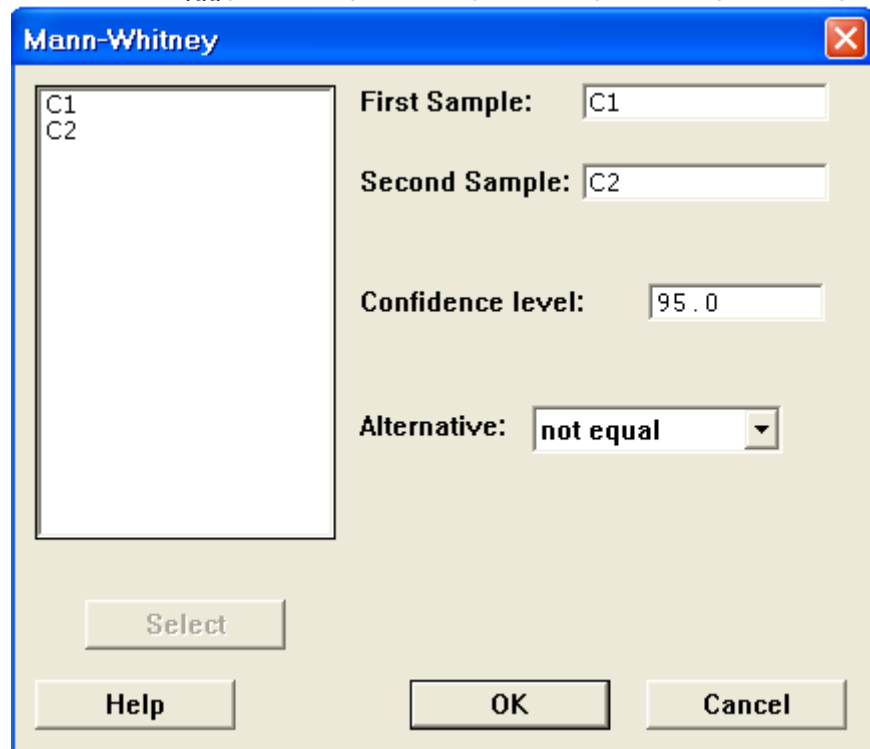 Mann-Whitney
C1
C2
First Sample: C1
Second Sample: C2
Confidence level: 95.0
Alternative: not equal
Select
Help OK Cancel